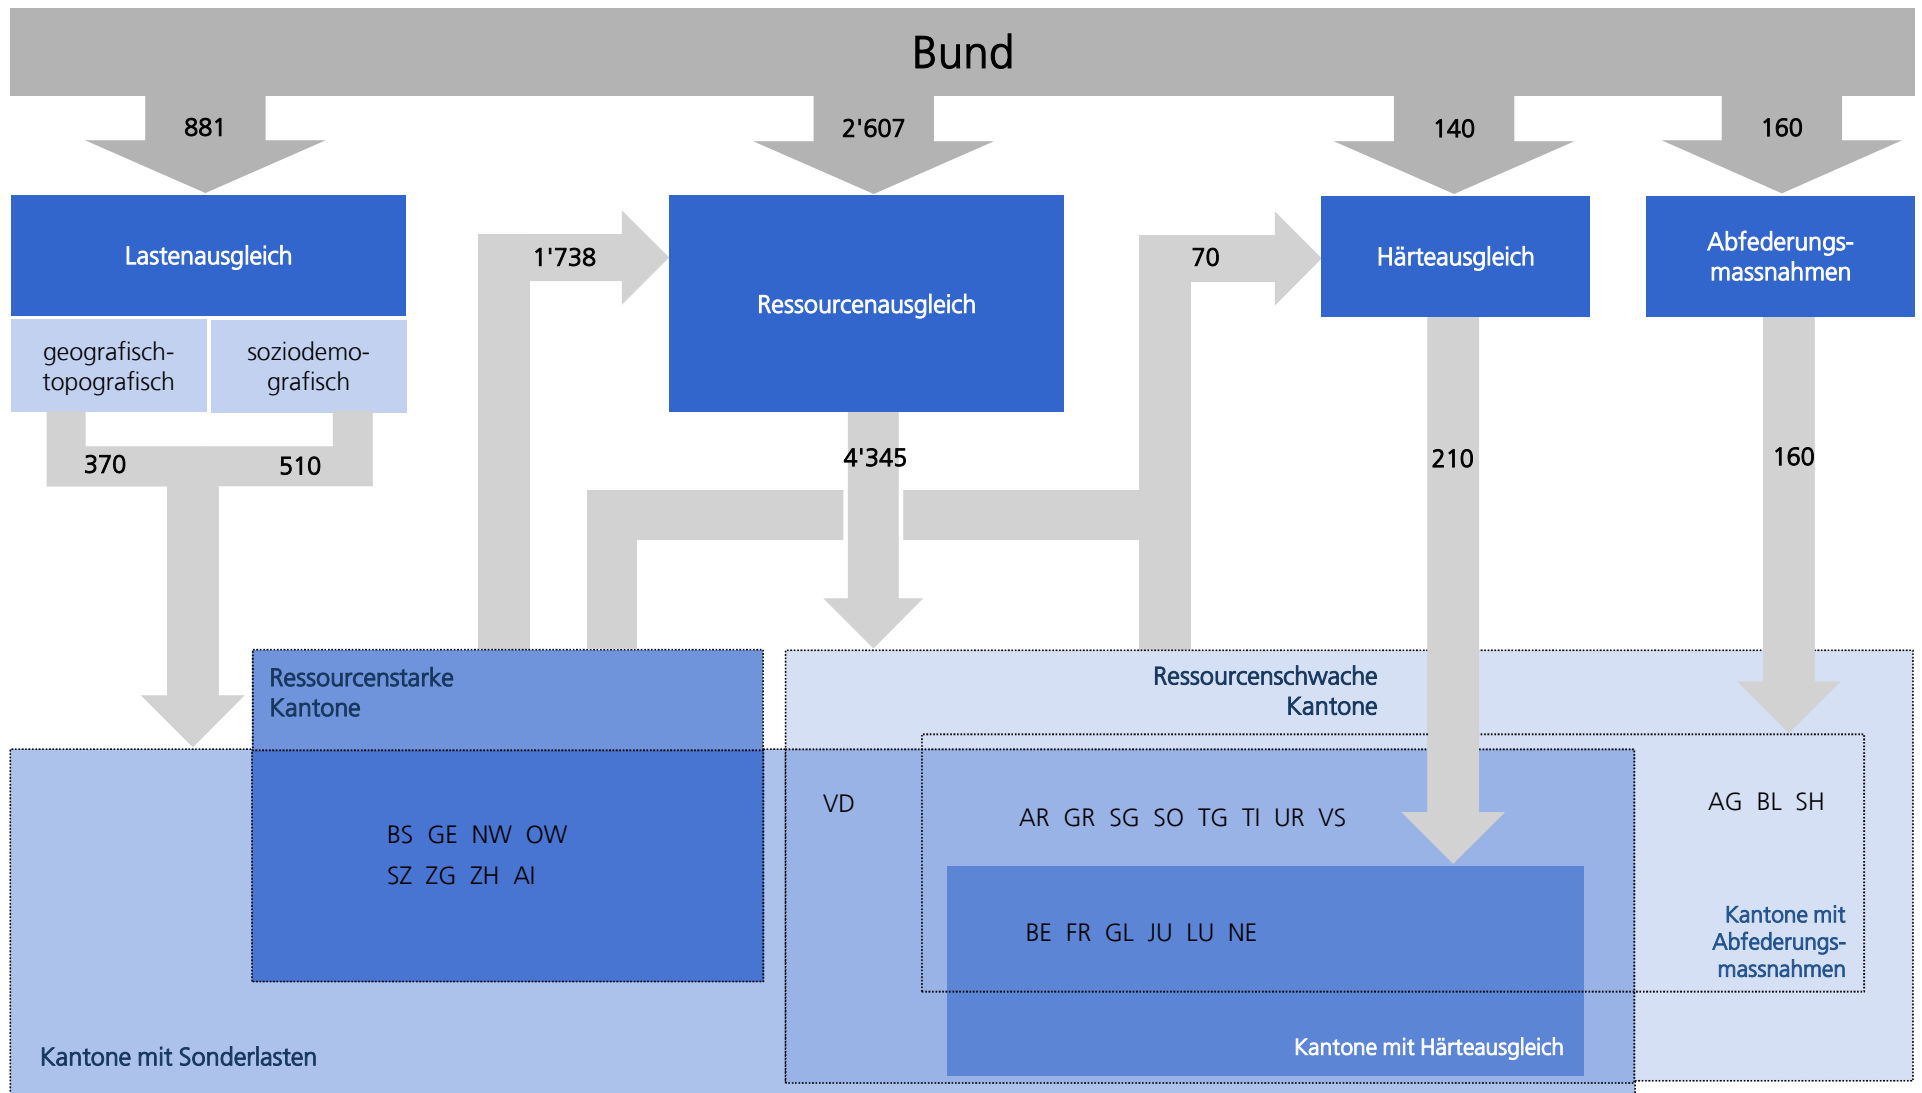 Bund
881
2'607
140
160
Lastenausgleich
1'738
Ressourcenausgleich
70
Härteausgleich
Abfederungs-
massnahmen
geografisch-
topografisch
soziodemo-
grafisch
370
510
4'345
210
160
Ressourcenstarke
Kantone
Ressourcenschwache
Kantone
BS GE NW OW
SZ ZG ZH AI
VD
AR GR SG SO TG TI UR VS
AG BL SH
BE FR GL JU LU NE
Kantone mit
Abfederungs-
massnahmen
Kantone mit Sonderlasten
Kantone mit Härteausgleich